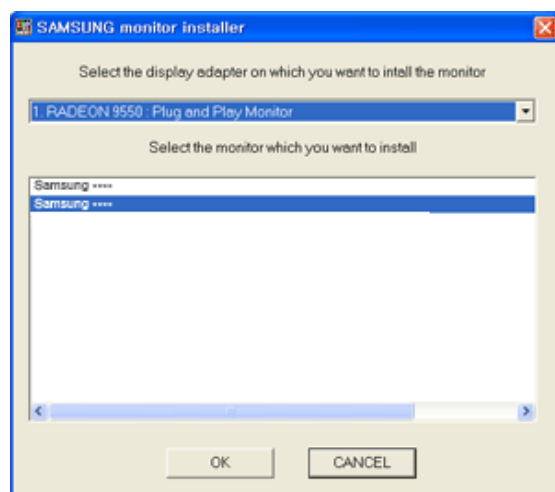 SAMSUNG monitor installer
Select the display adapter on which you want to intall the monitor
1. RADEON 9550 : Plug and Play Monitor
Select the monitor which you want to install
Samsung ****
Samsung ****
OK
CANCEL